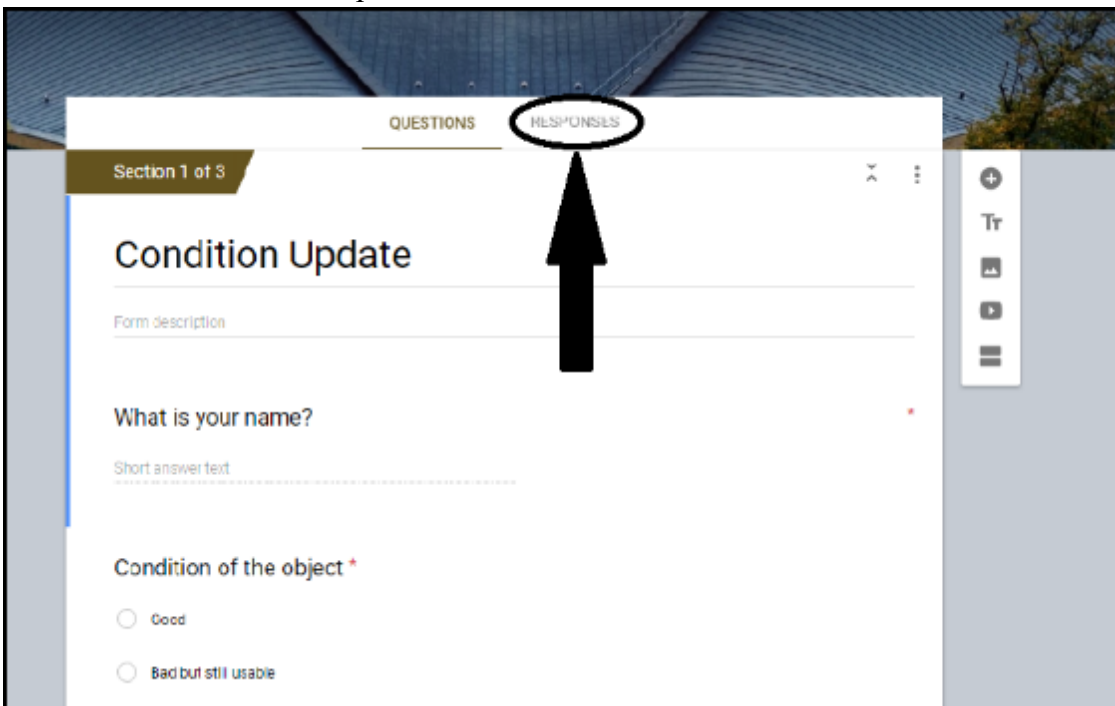 QUESTIONS RESPONSES
Section 1 of 3
Tт
Condition Update
Form description
What is your name? *
Short answer text
Condition of the object *
Good
Bad but still usable